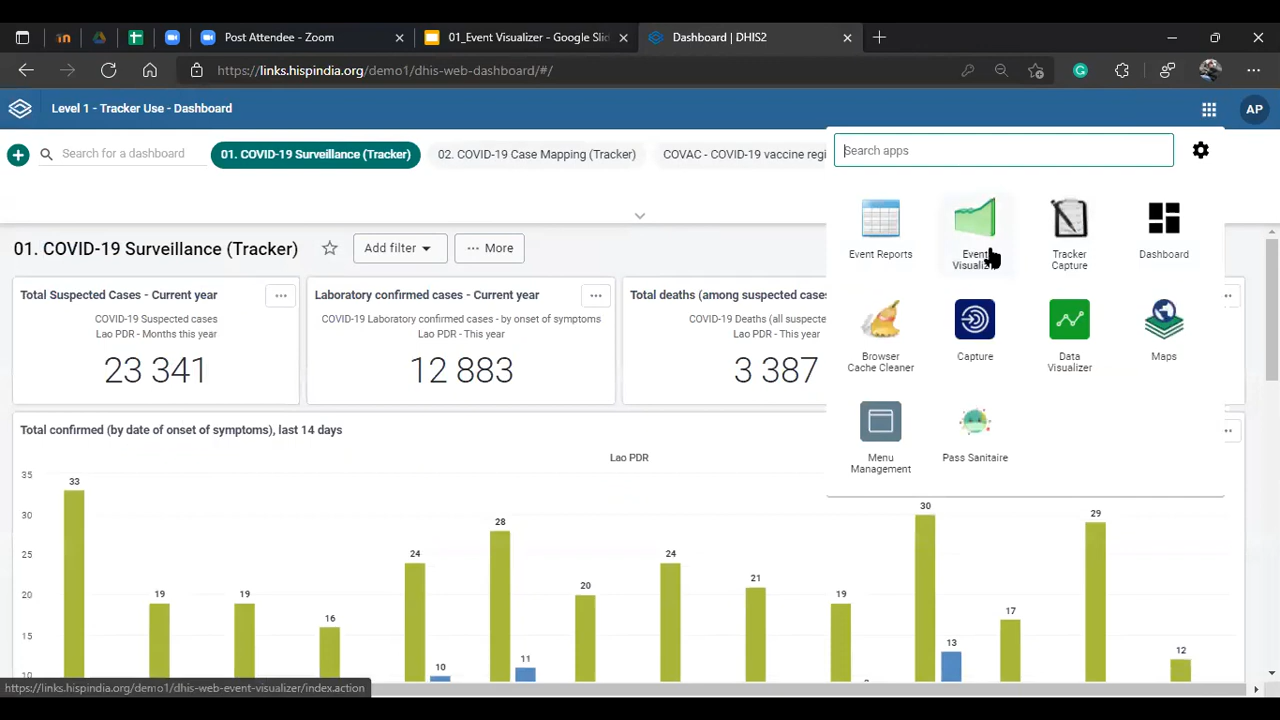 in
Post Attendee - Zoom
01_Event Visualizer - Google Slid
Dashboard | DHIS2
https://links.hispindia.org/demo1/dhis-web-dashboard/#/
Level 1 - Tracker Use - Dashboard
AP
Search for a dashboard
01. COVID-19 Surveillance (Tracker)
02. COVID-19 Case Mapping (Tracker)
COVAC - COVID-19 vaccine regi
Search apps
Event Reports
Event
Visualiz
Tracker
Capture
Dashboard
Browser
Cache Cleaner
Capture
Data
Visualizer
Maps
Menu
Management
Pass Sanitaire
01. COVID-19 Surveillance (Tracker)
Add filter
More
Total Suspected Cases - Current year
COVID-19 Suspected cases
Lao PDR - Months this year
23 341
Laboratory confirmed cases - Current year
COVID-19 Laboratory confirmed cases - by onset of symptoms
Lao PDR - This year
12 883
Total deaths (among suspected cases
COVID-19 Deaths (all suspecte
Lao PDR - This year
3 387
Total confirmed (by date of onset of symptoms), last 14 days
Lao PDR
35
30
25
20
15
10
33
19
19
16
24
10
28
11
20
24
21
19
30
13
17
29
12
https://links.hispindia.org/demo1/dhis-web-event-visualizer/index.action